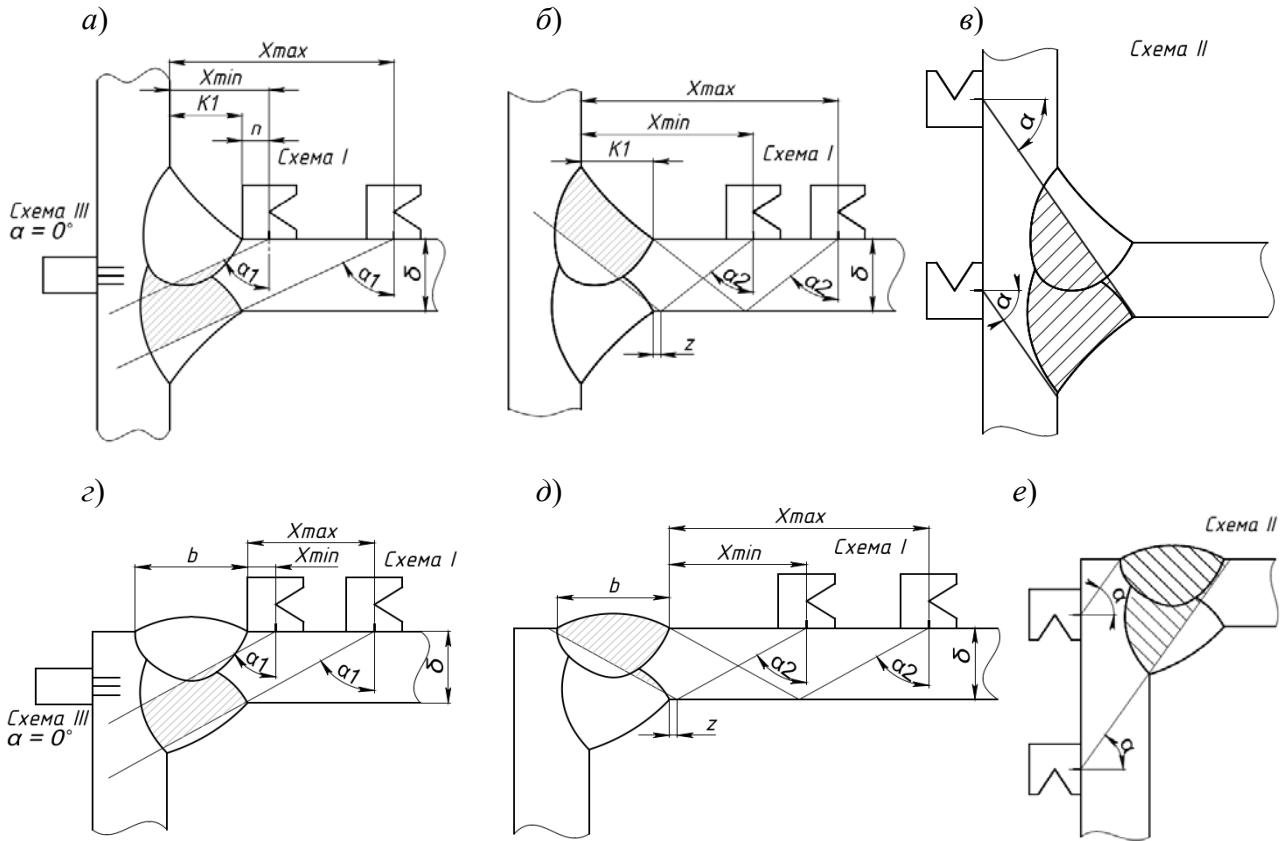 а)
Xmax
Xmin
K1
n
Схема I
Схема III
α = 0°
α1
α1
δ
б)
Xmax
Xmin
K1
Схема I
α2
α2
δ
z
в)
Схема II
α
α
г)
b
Xmax
Xmin
Схема I
α1
α1
δ
Схема III
α = 0°
д)
Xmax
Xmin
Схема I
b
α2
α2
δ
z
е)
Схема II
α
α